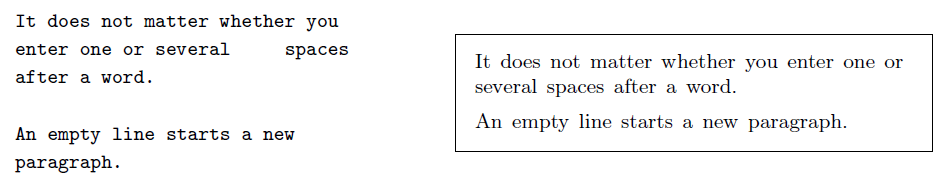 It does not matter whether you
enter one or several     spaces
after a word.

An empty line starts a new
paragraph.

It does not matter whether you enter one or
several spaces after a word.
An empty line starts a new paragraph.